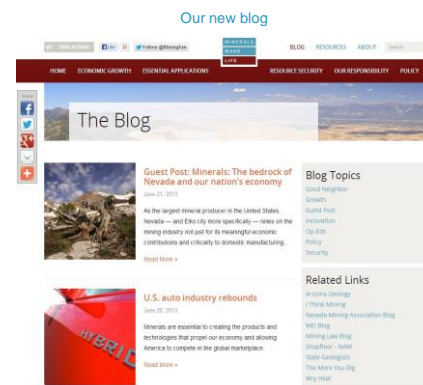 Our new blog
TAKE ACTION
Like
Follow @MiningFan
MINERALS
MAKE
LIFE
BLOG RESOURCES ABOUT Search
HOME ECONOMIC GROWTH ESSENTIAL APPLICATIONS RESOURCE SECURITY OUR RESPONSIBILITY POLICY
Share
The Blog
Guest Post: Minerals: The bedrock of
Nevada and our nation's economy
June 21, 2013
As the largest mineral producer in the United States,
Nevada — and Elko city more specifically — relies on the
mining industry not just for its meaningful economic
contributions and criticality to domestic manufacturing...
Read More »
U.S. auto industry rebounds
June 20, 2013
Minerals are essential to creating the products and
technologies that propel our economy and allowing
America to compete in the global marketplace.
Read More »
HYBRID
Blog Topics
Good Neighbor
Growth
Guest Post
Innovation
Op-Eds
Policy
Security
Related Links
Arizona Geology
I Think Mining
Nevada Mining Association Blog
MEI Blog
Mining Law Blog
Shopfloor - NAM
State Geologists
The More You Dig
Wry Heat